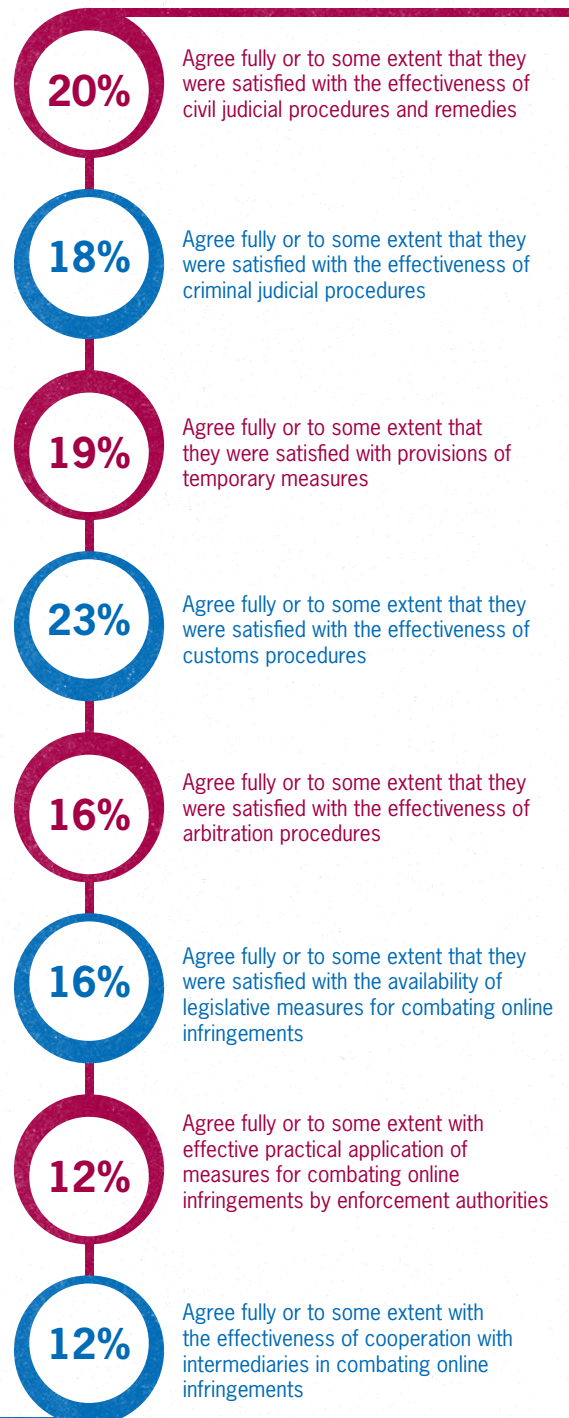 20%
Agree fully or to some extent that they
were satisfied with the effectiveness of
civil judicial procedures and remedies
18%
Agree fully or to some extent that they
were satisfied with the effectiveness of
criminal judicial procedures
19%
Agree fully or to some extent that
they were satisfied with provisions of
temporary measures
23%
Agree fully or to some extent that they
were satisfied with the effectiveness of
customs procedures
16%
Agree fully or to some extent that they
were satisfied with the effectiveness of
arbitration procedures
16%
Agree fully or to some extent that they
were satisfied with the availability of
legislative measures for combating online
infringements
12%
Agree fully or to some extent with
effective practical application of
measures for combating online
infringements by enforcement authorities
12%
Agree fully or to some extent with
the effectiveness of cooperation with
intermediaries in combating online
infringements